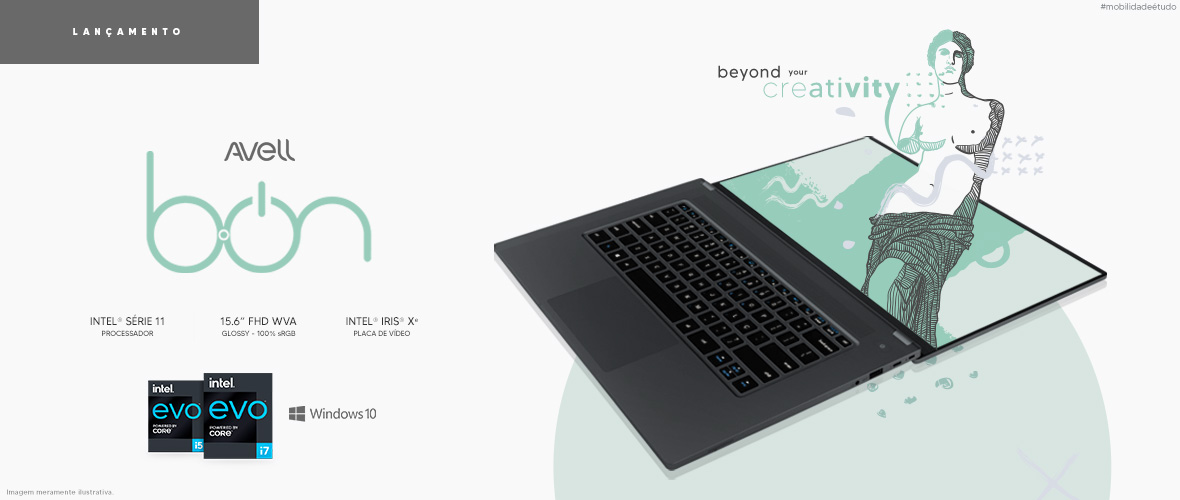 LANÇAMENTO
#mobilidadeétudo
beyond your
creativity
Avell
bon
INTEL® SÉRIE 11
PROCESSADOR
15.6” FHD WVA
GLOSSY - 100% sRGB
INTEL® IRIS® Xᵉ
PLACA DE VÍDEO
intel.
evo
POWERED BY
CORE
i5
intel.
evo
POWERED BY
CORE
i7
Windows 10
Imagem meramente ilustrativa.